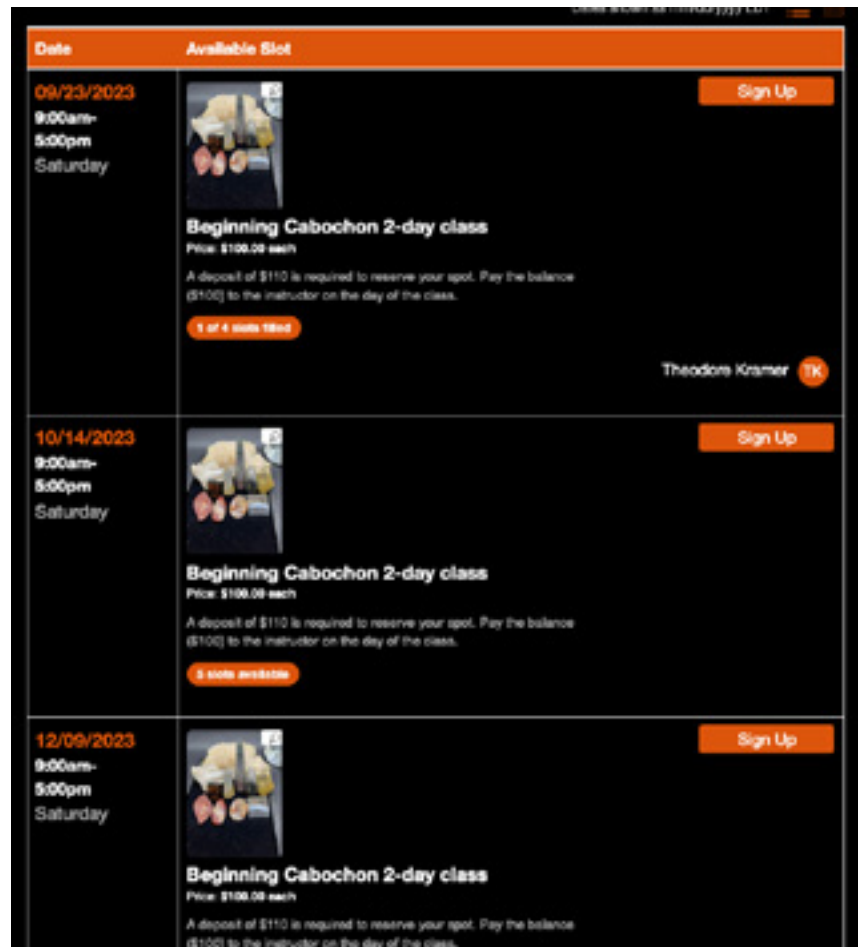 Dates shown as mm/dd/yyyy EDT
Date
Available Slot
09/23/2023
9:00am-
5:00pm
Saturday
Sign Up
Beginning Cabochon 2-day class
Price: $100.00 each
A deposit of $110 is required to reserve your spot. Pay the balance
($100) to the instructor on the day of the class.
1 of 4 slots filled
Theodore Kramer TK
10/14/2023
9:00am-
5:00pm
Saturday
Sign Up
Beginning Cabochon 2-day class
Price: $100.00 each
A deposit of $110 is required to reserve your spot. Pay the balance
($100) to the instructor on the day of the class.
5 slots available
12/09/2023
9:00am-
5:00pm
Saturday
Sign Up
Beginning Cabochon 2-day class
Price: $100.00 each
A deposit of $110 is required to reserve your spot. Pay the balance
($100) to the instructor on the day of the class.